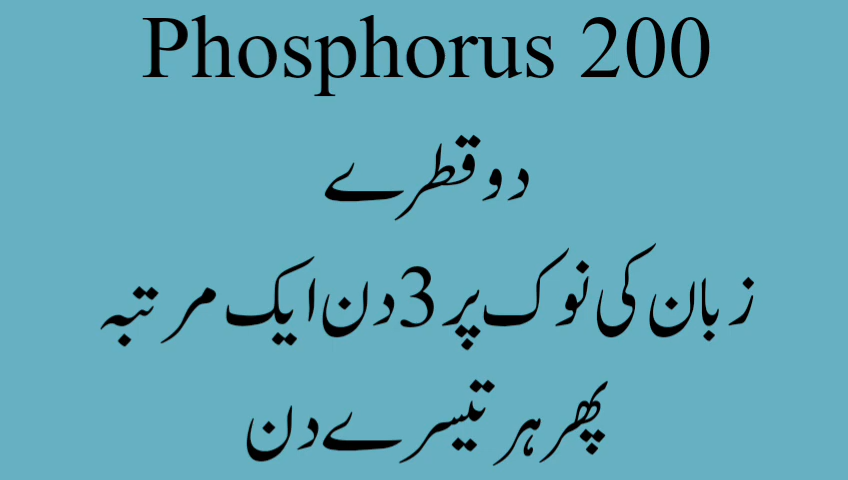 Phosphorus 200
دو قطرے
زبان کی نوک پر 3 دن ایک مرتبہ
پھر ہر تیسرے دن